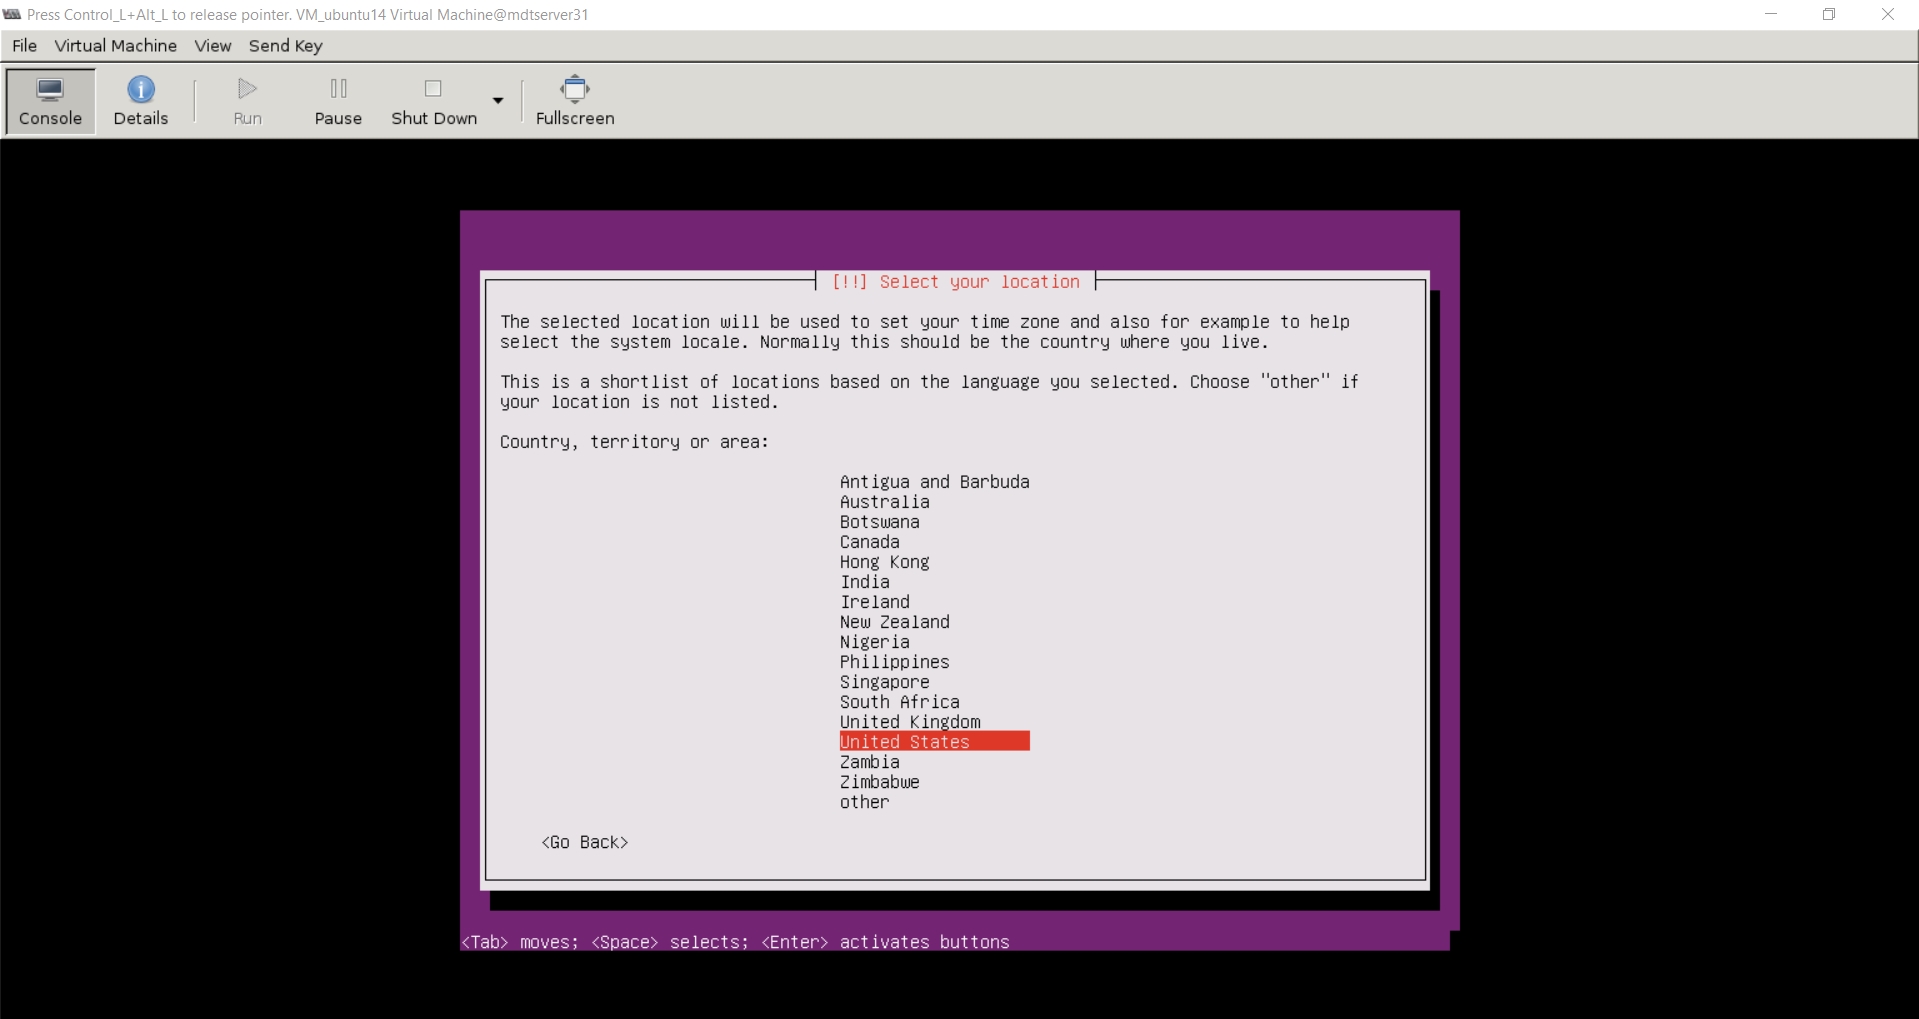 Press Control_L+Alt_L to release pointer. VM_ubuntu14 Virtual Machine@mdtserver31
File Virtual Machine View Send Key
Console Details Run Pause Shut Down Fullscreen
[!!] Select your location
The selected location will be used to set your time zone and also for example to help
select the system locale. Normally this should be the country where you live.
This is a shortlist of locations based on the language you selected. Choose "other" if
your location is not listed.
Country, territory or area:
Antigua and Barbuda
Australia
Botswana
Canada
Hong Kong
India
Ireland
New Zealand
Nigeria
Philippines
Singapore
South Africa
United Kingdom
United States
Zambia
Zimbabwe
other
<Go Back>
<Tab> moves; <Space> selects; <Enter> activates buttons